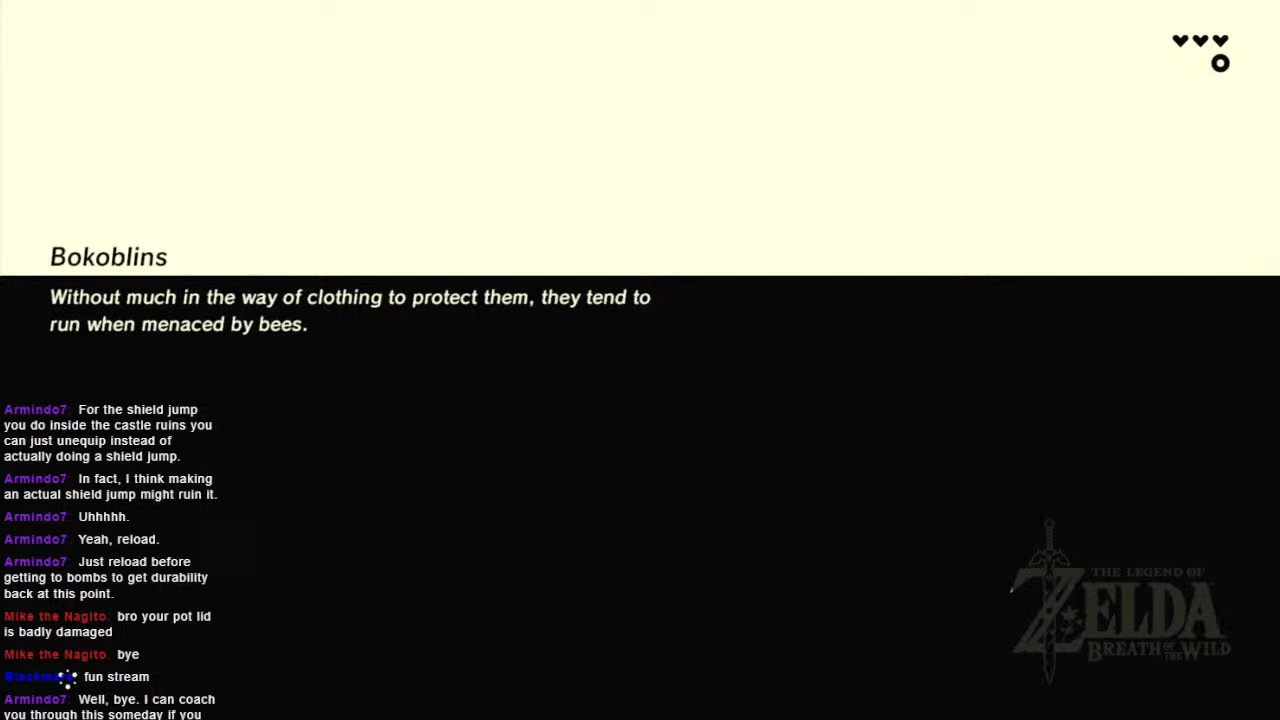 Bokoblins
Without much in the way of clothing to protect them, they tend to
run when menaced by bees.
Armindo7: For the shield jump
you do inside the castle ruins you
can just unequip instead of
actually doing a shield jump.
Armindo7: In fact, I think making
an actual shield jump might ruin it.
Armindo7: Uhhhhh.
Armindo7: Yeah, reload.
Armindo7: Just reload before
getting to bombs to get durability
back at this point.
Mike the Nagito: bro your pot lid
is badly damaged
Mike the Nagito: bye
fun stream
Armindo7: Well, bye. I can coach
you through this someday if you
THE LEGEND OF
ZELDA
BREATH OF THE WILD